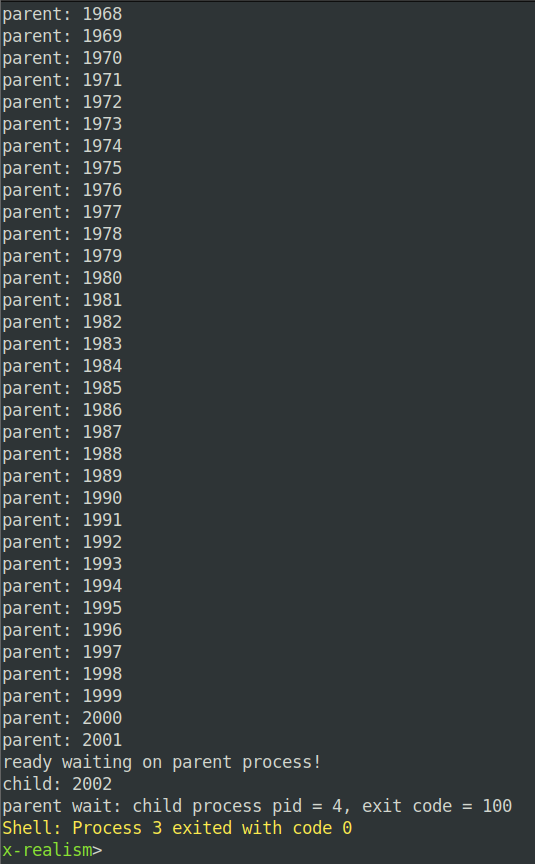 parent: 1968
parent: 1969
parent: 1970
parent: 1971
parent: 1972
parent: 1973
parent: 1974
parent: 1975
parent: 1976
parent: 1977
parent: 1978
parent: 1979
parent: 1980
parent: 1981
parent: 1982
parent: 1983
parent: 1984
parent: 1985
parent: 1986
parent: 1987
parent: 1988
parent: 1989
parent: 1990
parent: 1991
parent: 1992
parent: 1993
parent: 1994
parent: 1995
parent: 1996
parent: 1997
parent: 1998
parent: 1999
parent: 2000
parent: 2001
ready waiting on parent process!
child: 2002
parent wait: child process pid = 4, exit code = 100
Shell: Process 3 exited with code 0
x-realism>